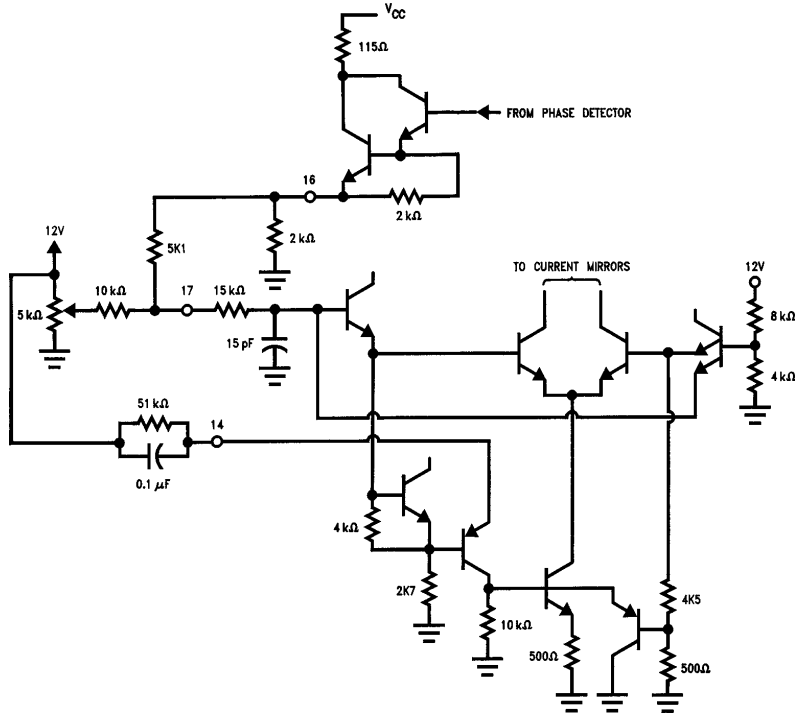 VCC
115Ω
FROM PHASE DETECTOR
16
2 kΩ
12V
5K1
2 kΩ
TO CURRENT MIRRORS
12V
10 kΩ
17
15 kΩ
8 kΩ
5 kΩ
15 pF
4 kΩ
51 kΩ
14
0.1 μF
4 kΩ
2K7
4K5
10 kΩ
500Ω
500Ω